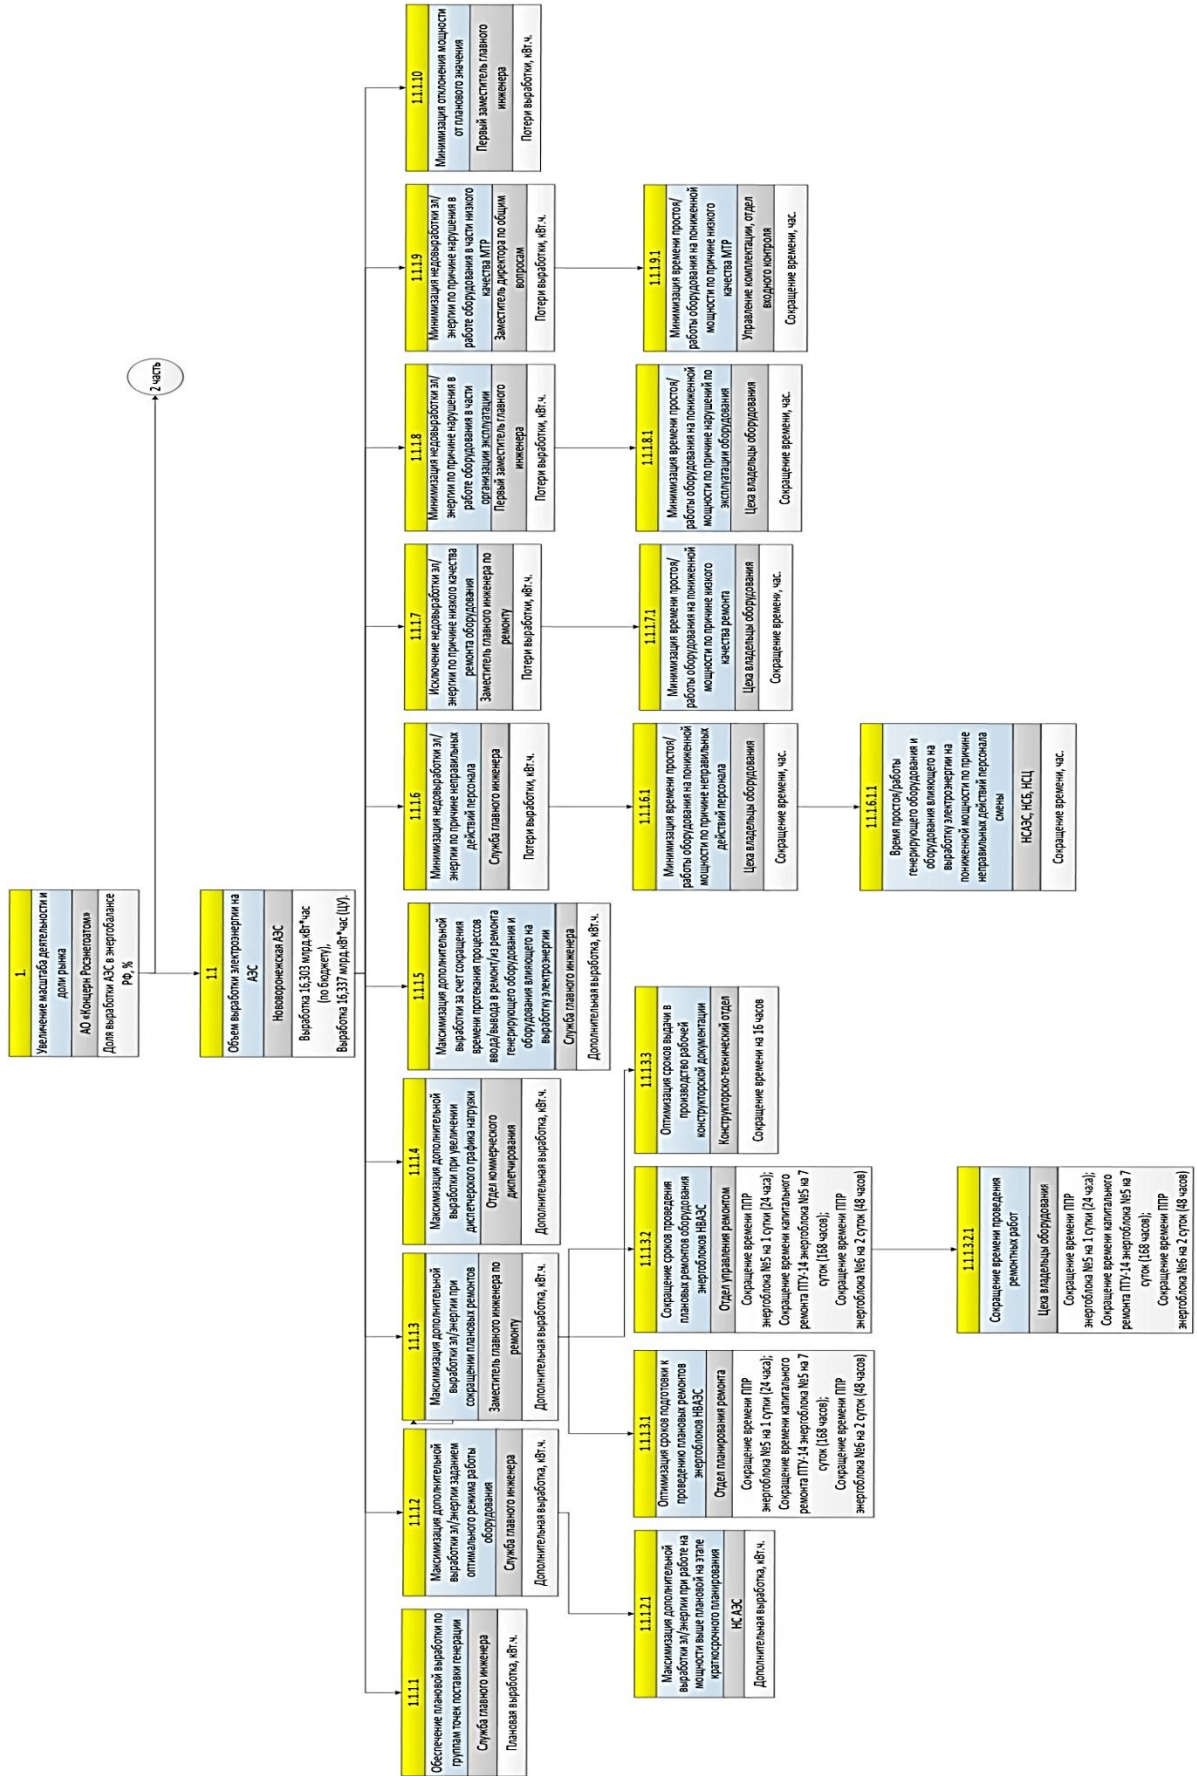 1.
Увеличение масштаба деятельности и
доли рынка
АО «Концерн Росэнегоатом»
Доля выработки АЭС в энергобалансе
РФ, %
2 часть
1.1
Объем выработки электроэнергии на
АЭС
Нововоронежская АЭС
Выработка 16,303 млрд.кВт*час
(по бюджету),
Выработка 16,337 млрд.кВт*час (ЦУ).
1.1.1.1
Обеспечение плановой выработки по
группам точек поставки генерации
Служба главного инженера
Плановая выработка, кВт.ч.
1.1.1.2
Максимизация дополнительной
выработки эл/энергии заданием
оптимального режима работы
оборудования
Служба главного инженера
Дополнительная выработка, кВт.ч.
1.1.1.3
Максимизация дополнительной
выработки эл/энергии при
сокращении плановых ремонтов
Заместитель главного инженера по
ремонту
Дополнительная выработка, кВт.ч.
1.1.1.4
Максимизация дополнительной
выработки при увеличении
диспетчерского графика нагрузки
Отдел коммерческого
диспетчирования
Дополнительная выработка, кВт.ч.
1.1.1.5
Максимизация дополнительной
выработки за счет сокращения
времени протекания процессов
ввода/вывода в ремонт/из ремонта
генерирующего оборудования и
оборудования влияющего на
выработку электроэнергии
Служба главного инженера
Дополнительная выработка, кВт.ч.
1.1.1.6
Минимизация недовыработки эл/
энергии по причине неправильных
действий персонала
Служба главного инженера
Потери выработки, кВт.ч.
1.1.1.7
Исключение недовыработки эл/
энергии по причине низкого качества
ремонта оборудования
Заместитель главного инженера по
ремонту
Потери выработки, кВт.ч.
1.1.1.8
Минимизация недовыработки эл/
энергии по причине нарушения в
работе оборудования в части
организации эксплуатации
Первый заместитель главного
инженера
Потери выработки, кВт.ч.
1.1.1.9
Минимизация недовыработки эл/
энергии по причине нарушения в
работе оборудования в части низкого
качества МТР
Заместитель директора по общим
вопросам
Потери выработки, кВт.ч.
1.1.1.10
Минимизация отклонения мощности
от планового значения
Первый заместитель главного
инженера
Потери выработки, кВт.ч.
1.1.1.2.1
Максимизация дополнительной
выработки эл/энергии при работе на
мощности выше плановой на этапе
краткосрочного планирования
НС АЭС
Дополнительная выработка, кВт.ч.
1.1.1.3.1
Оптимизация сроков подготовки к
проведению плановых ремонтов
энергоблоков НВАЭС
Отдел планирования ремонта
Сокращение времени ППР
энергоблока №5 на 1 сутки (24 часа);
Сокращение времени капитального
ремонта ПТУ-14 энергоблока №5 на 7
суток (168 часов);
Сокращение времени ППР
энергоблока №6 на 2 суток (48 часов)
1.1.1.3.2
Сокращение сроков проведения
плановых ремонтов оборудования
энергоблоков НВАЭС
Отдел управления ремонтом
Сокращение времени ППР
энергоблока №5 на 1 сутки (24 часа);
Сокращение времени капитального
ремонта ПТУ-14 энергоблока №5 на 7
суток (168 часов);
Сокращение времени ППР
энергоблока №6 на 2 суток (48 часов)
1.1.1.3.3
Оптимизация сроков выдачи в
производство рабочей
конструкторской документации
Конструкторско-технический отдел
Сокращение времени на 16 часов
1.1.1.6.1
Минимизация времени простоя/
работы оборудования на пониженной
мощности по причине неправильных
действий персонала
Цеха владельцы оборудования
Сокращение времени, час.
1.1.1.7.1
Минимизация времени простоя/
работы оборудования на пониженной
мощности по причине низкого
качества ремонта
Цеха владельцы оборудования
Сокращение времени, час.
1.1.1.8.1
Минимизация времени простоя/
работы оборудования на пониженной
мощности по причине нарушений по
эксплуатации оборудования
Цеха владельцы оборудования
Сокращение времени, час.
1.1.1.9.1
Минимизация времени простоя/
работы оборудования на пониженной
мощности по причине низкого
качества МТР
Управление комплектации, отдел
входного контроля
Сокращение времени, час.
1.1.1.3.2.1
Сокращение времени проведения
ремонтных работ
Цеха владельцы оборудования
Сокращение времени ППР
энергоблока №5 на 1 сутки (24 часа);
Сокращение времени капитального
ремонта ПТУ-14 энергоблока №5 на 7
суток (168 часов);
Сокращение времени ППР
энергоблока №6 на 2 суток (48 часов)
1.1.1.6.1.1
Время простоя/работы
генерирующего оборудования и
оборудования влияющего на
выработку электроэнергии на
пониженной мощности по причине
неправильных действий персонала
смены
НСАЭС, НСБ, НСЦ
Сокращение времени, час.